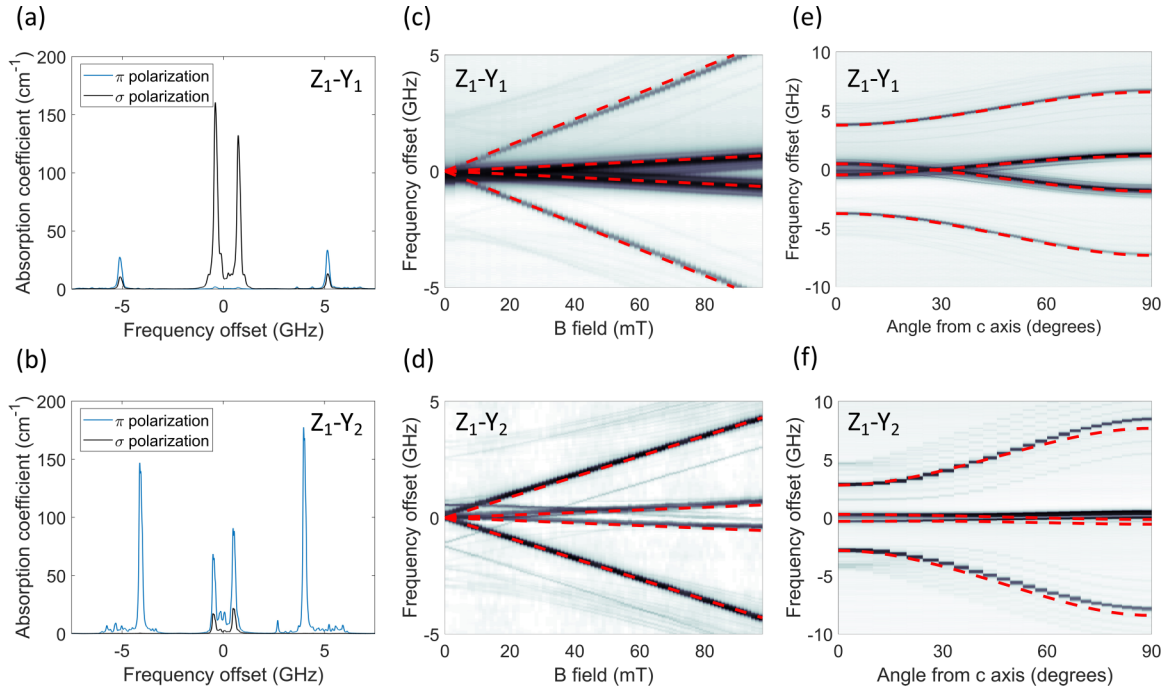 (a)
200
150
100
50
0
Absorption coefficient (cm⁻¹)
π polarization
σ polarization
Z₁-Y₁
-5
0
5
Frequency offset (GHz)
(c)
5
0
-5
Frequency offset (GHz)
Z₁-Y₁
0
20
40
60
80
B field (mT)
(e)
10
5
0
-5
-10
Frequency offset (GHz)
Z₁-Y₁
0
30
60
90
Angle from c axis (degrees)
(b)
200
150
100
50
0
Absorption coefficient (cm⁻¹)
π polarization
σ polarization
Z₁-Y₂
-5
0
5
Frequency offset (GHz)
(d)
5
0
-5
Frequency offset (GHz)
Z₁-Y₂
0
20
40
60
80
B field (mT)
(f)
10
5
0
-5
-10
Frequency offset (GHz)
Z₁-Y₂
0
30
60
90
Angle from c axis (degrees)